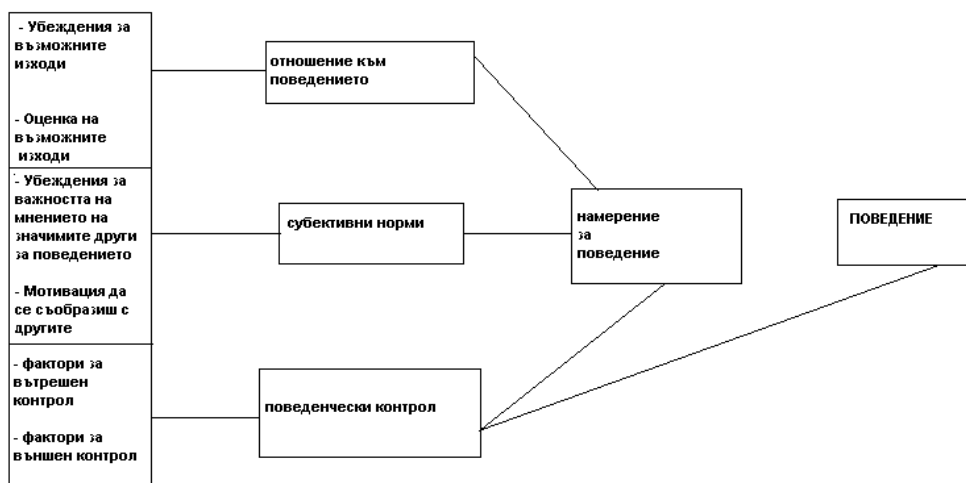 - Убеждения за
възможните
изходи
- Оценка на
възможните
изходи
- Убеждения за
важността на
мнението на
значимите други
за поведението
- Мотивация да
се съобразиш с
другите
- фактори за
вътрешен
контрол
- фактори за
външен контрол
отношение към
поведението
субективни норми
поведенчески контрол
намерение
за
поведение
ПОВЕДЕНИЕ